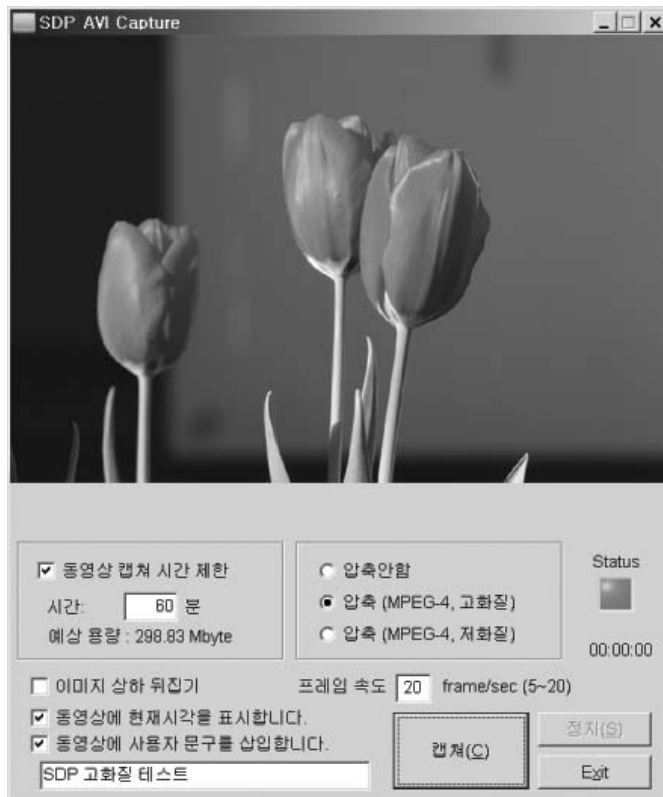 SDP AVI Capture
동영상 캡쳐 시간 제한
시간: 60 분
예상 용량 : 298.83 Mbyte
압축안함
압축 (MPEG-4, 고화질)
압축 (MPEG-4, 저화질)
Status
00:00:00
이미지 상하 뒤집기
프레임 속도 20 frame/sec (5~20)
동영상에 현재시각을 표시합니다.
동영상에 사용자 문구를 삽입합니다.
SDP 고화질 테스트
캡쳐(C)
정지(S)
Exit